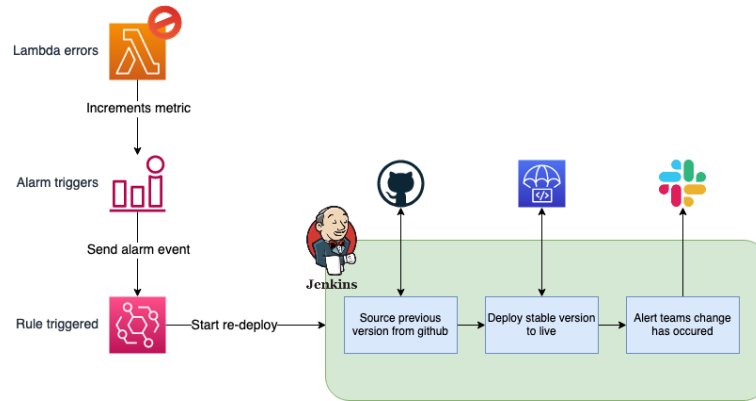 Lambda errors
Increments metric
Alarm triggers
Send alarm event
Jenkins
Rule triggered
Start re-deploy
Source previous
version from github
Deploy stable version
to live
Alert teams change
has occured